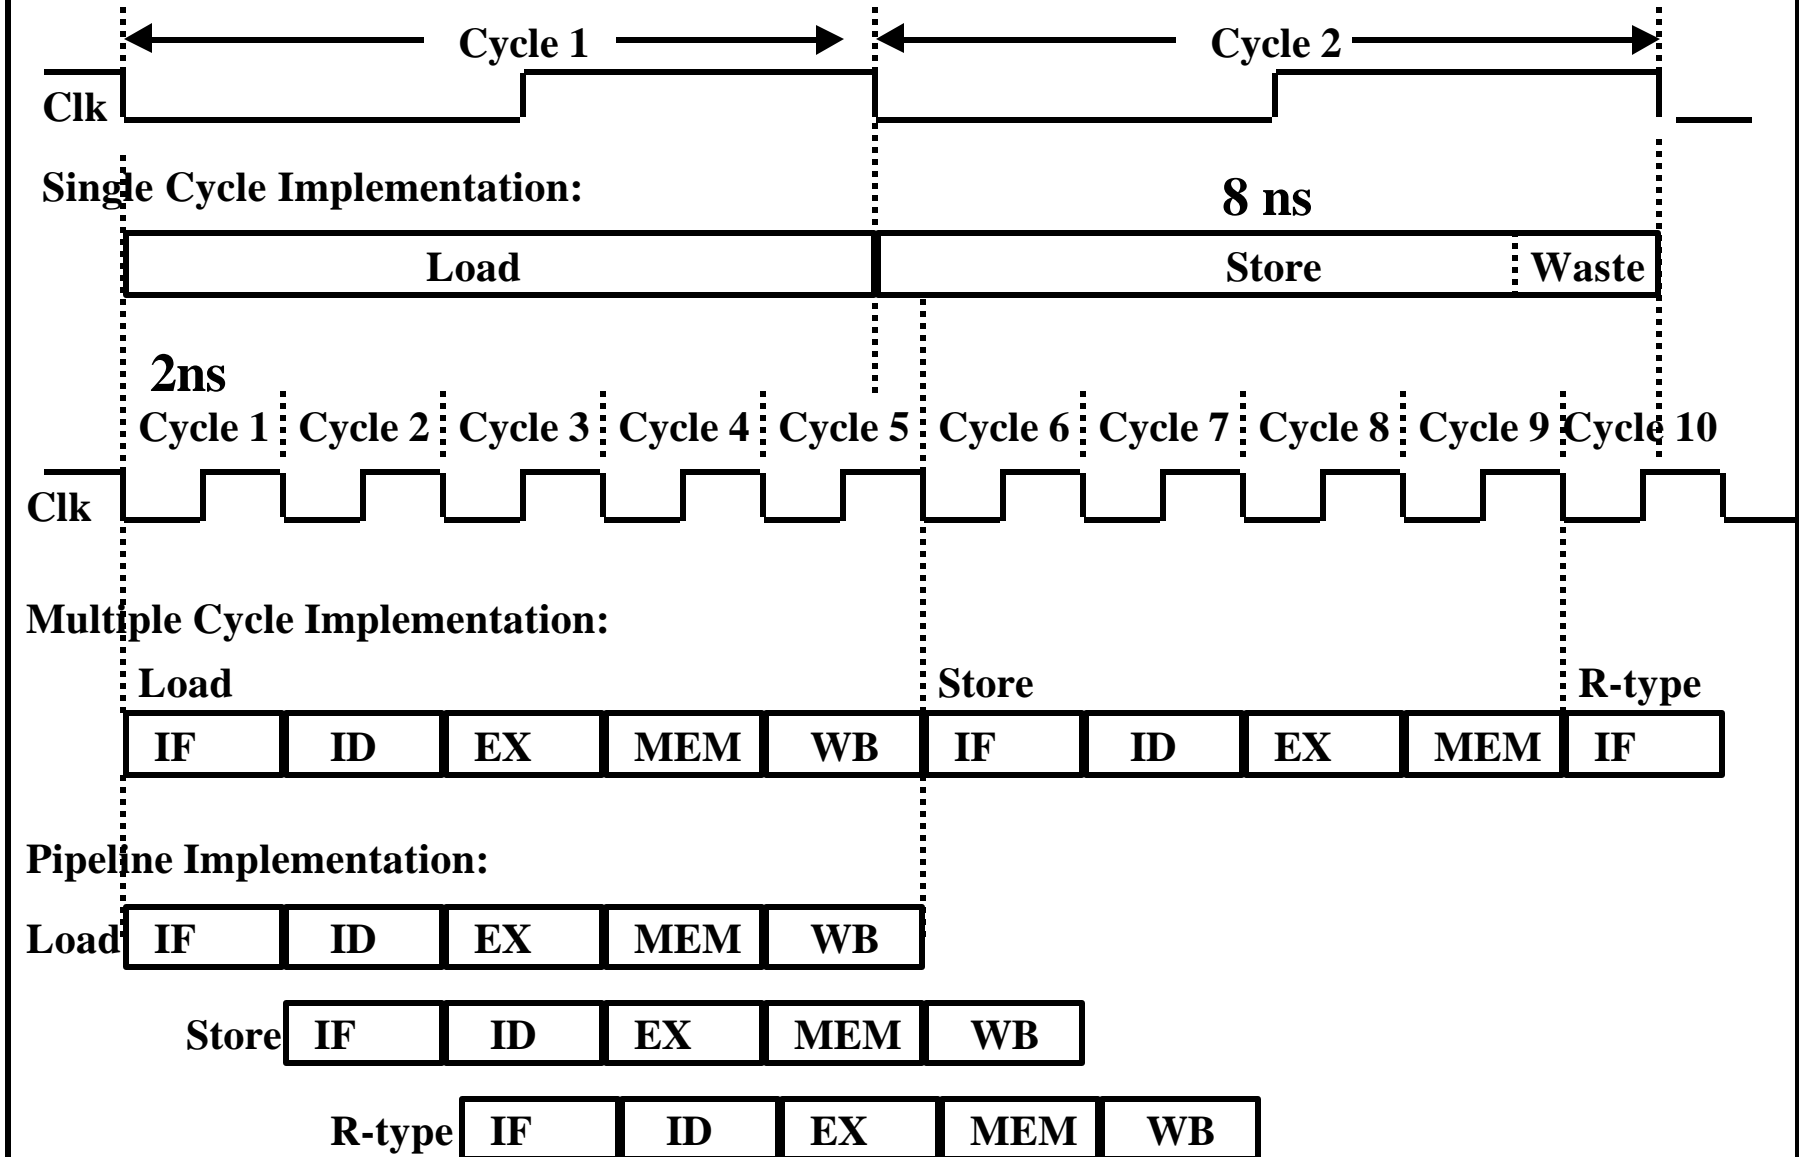 Cycle 1 Cycle 2
Clk
Single Cycle Implementation:
8 ns
Load Store Waste
2ns
Cycle 1 Cycle 2 Cycle 3 Cycle 4 Cycle 5 Cycle 6 Cycle 7 Cycle 8 Cycle 9 Cycle 10
Clk
Multiple Cycle Implementation:
Load Store R-type
IF ID EX MEM WB IF ID EX MEM IF
Pipeline Implementation:
Load IF ID EX MEM WB
Store IF ID EX MEM WB
R-type IF ID EX MEM WB